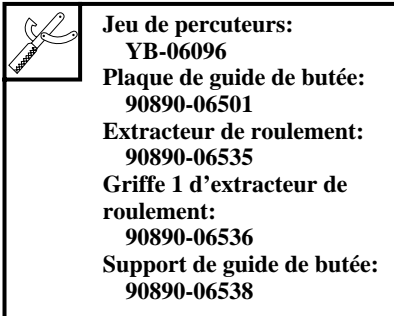 Jeu de percuteurs:
YB-06096
Plaque de guide de butée:
90890-06501
Extracteur de roulement:
90890-06535
Griffe 1 d’extracteur de
roulement:
90890-06536
Support de guide de butée:
90890-06538